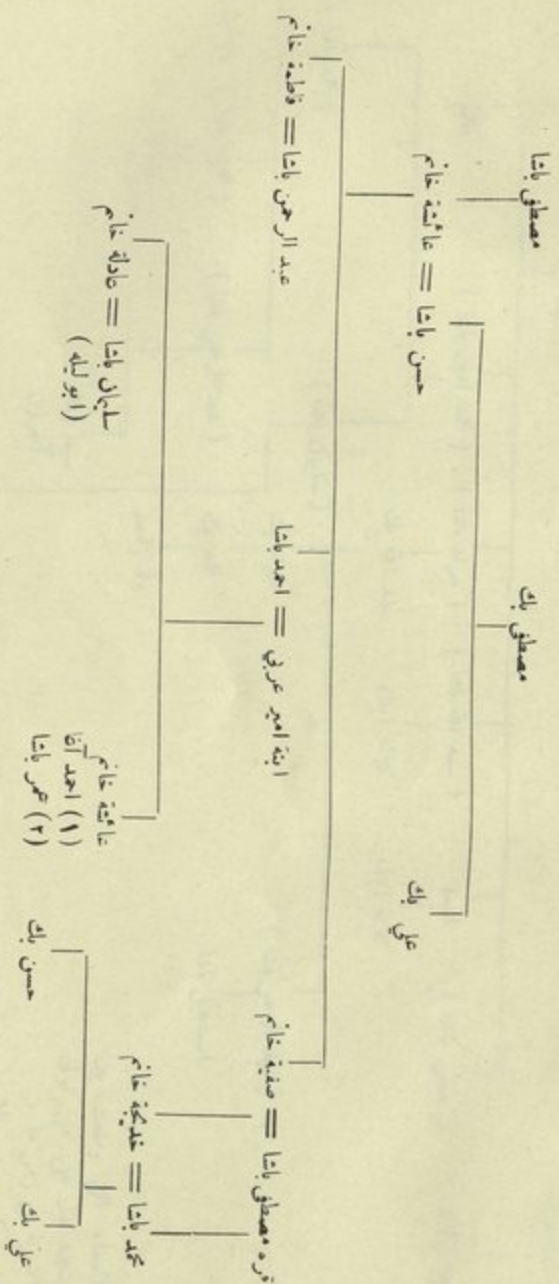 مصطفى بك
مصطفى باشا
علي بك
حسن باشا = عائشة خانم
قره مصطفى باشا = صفية خانم
ابنة امير عربي = احمد باشا
عبد الرحمن باشا = فاطمة خانم
محمد باشا = خديجة خانم
عائشة خانم
(١) احمد آغا
(٢) عمر باشا
سليمان باشا = عادلة خانم
(ابو ليله)
علي بك
حسن بك